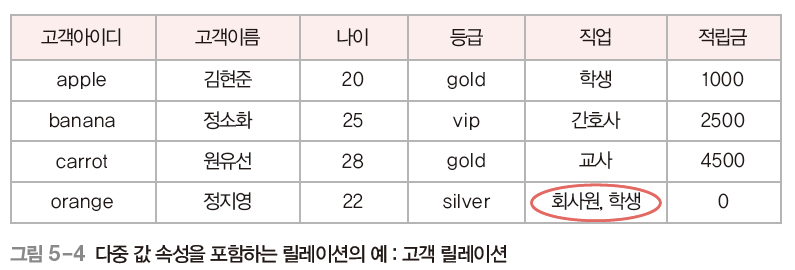 고객아이디 고객이름 나이 등급 직업 적립금
apple 김현준 20 gold 학생 1000
banana 정소화 25 vip 간호사 2500
carrot 원유선 28 gold 교사 4500
orange 정지영 22 silver 회사원, 학생 0
그림 5-4 다중 값 속성을 포함하는 릴레이션의 예 : 고객 릴레이션